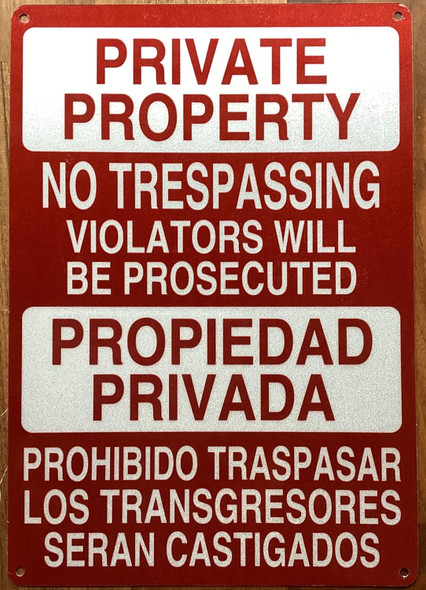 PRIVATE
PROPERTY
NO TRESPASSING
VIOLATORS WILL
BE PROSECUTED
PROPIEDAD
PRIVADA
PROHIBIDO TRASPASAR
LOS TRANSGRESORES
SERAN CASTIGADOS